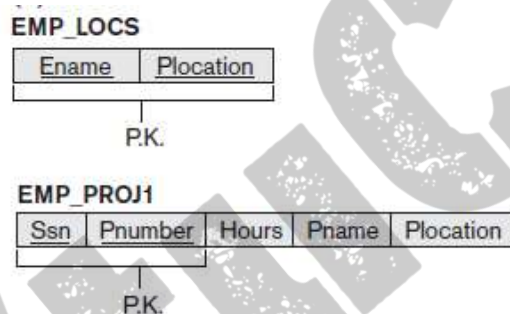 EMP_LOCS
Ename Plocation
P.K.
EMP_PROJ1
Ssn Pnumber Hours Pname Plocation
P.K.